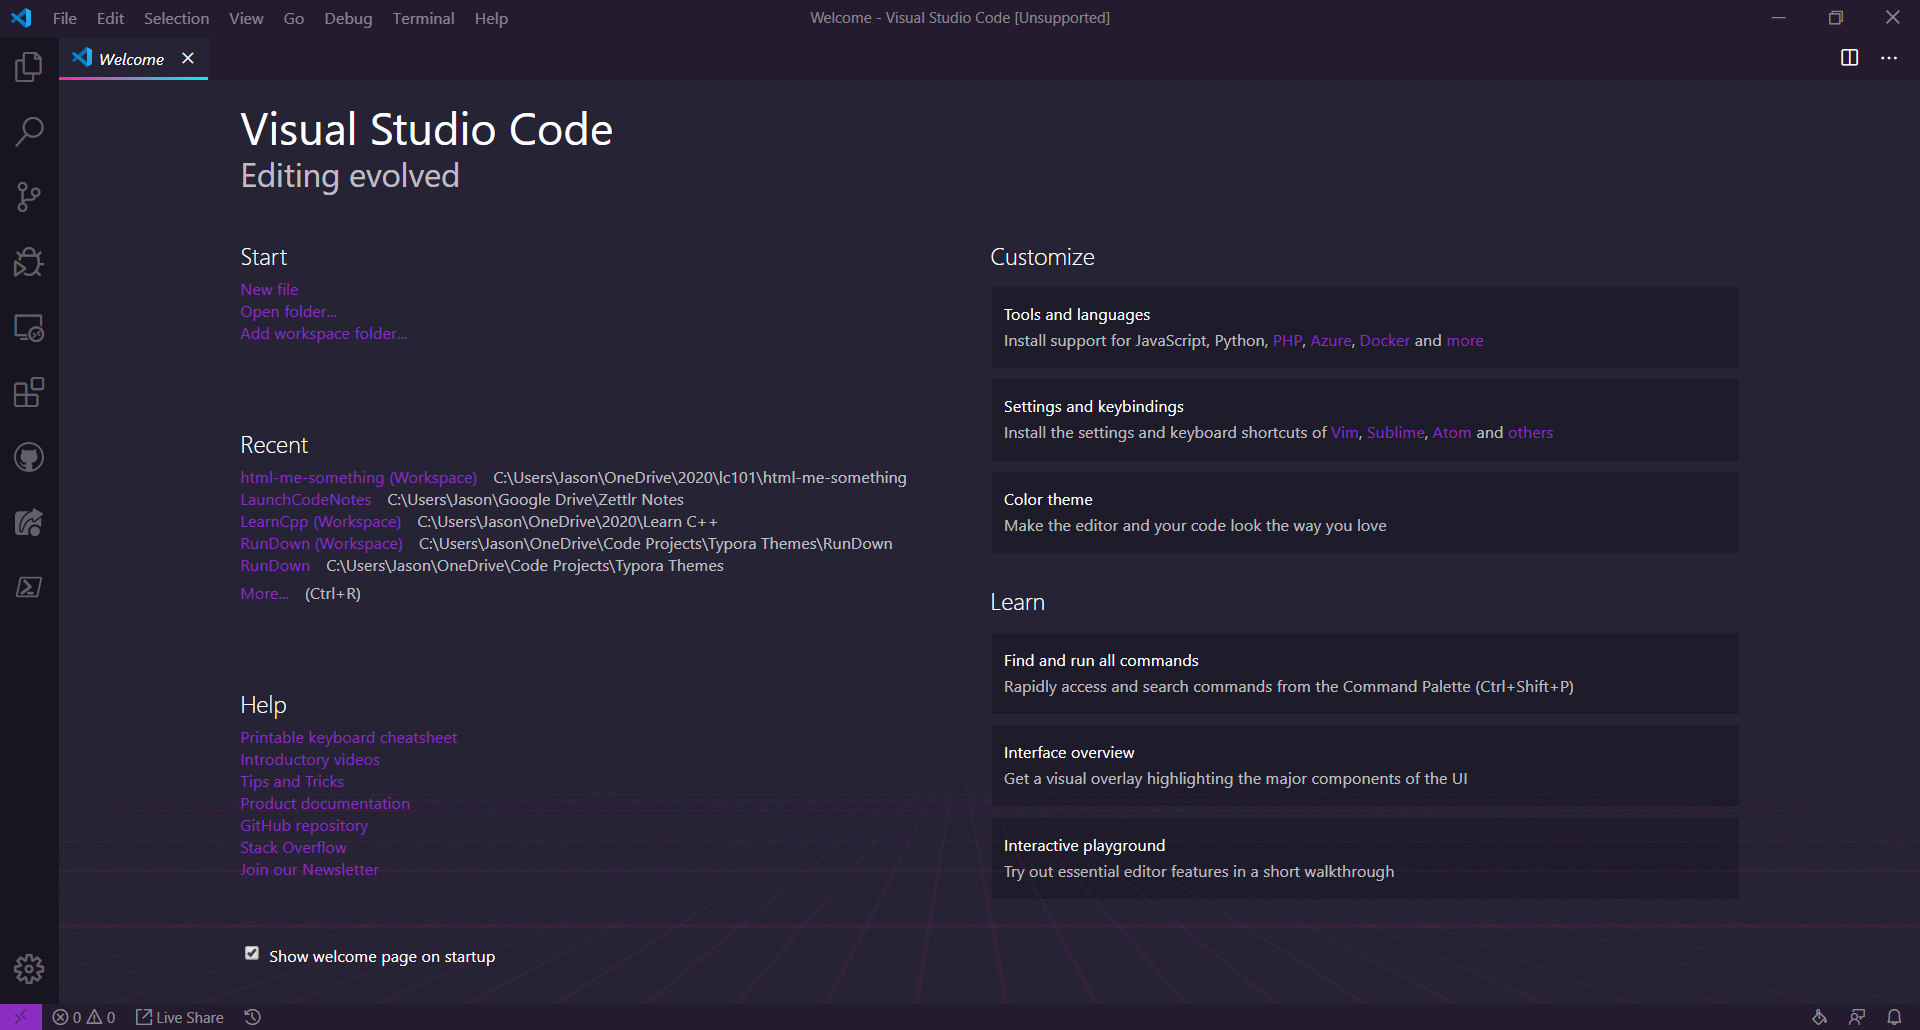 File Edit Selection View Go Debug Terminal Help
Welcome - Visual Studio Code [Unsupported]
Welcome
Visual Studio Code
Editing evolved
Start
New file
Open folder...
Add workspace folder...
Recent
html-me-something (Workspace) C:\Users\Jason\OneDrive\2020\lc101\html-me-something
LaunchCodeNotes C:\Users\Jason\Google Drive\Zettlr Notes
LearnCpp (Workspace) C:\Users\Jason\OneDrive\2020\Learn C++
RunDown (Workspace) C:\Users\Jason\OneDrive\Code Projects\Typora Themes\RunDown
RunDown C:\Users\Jason\OneDrive\Code Projects\Typora Themes
More... (Ctrl+R)
Help
Printable keyboard cheatsheet
Introductory videos
Tips and Tricks
Product documentation
GitHub repository
Stack Overflow
Join our Newsletter
Show welcome page on startup
Customize
Tools and languages
Install support for JavaScript, Python, PHP, Azure, Docker and more
Settings and keybindings
Install the settings and keyboard shortcuts of Vim, Sublime, Atom and others
Color theme
Make the editor and your code look the way you love
Learn
Find and run all commands
Rapidly access and search commands from the Command Palette (Ctrl+Shift+P)
Interface overview
Get a visual overlay highlighting the major components of the UI
Interactive playground
Try out essential editor features in a short walkthrough
0 0 Live Share